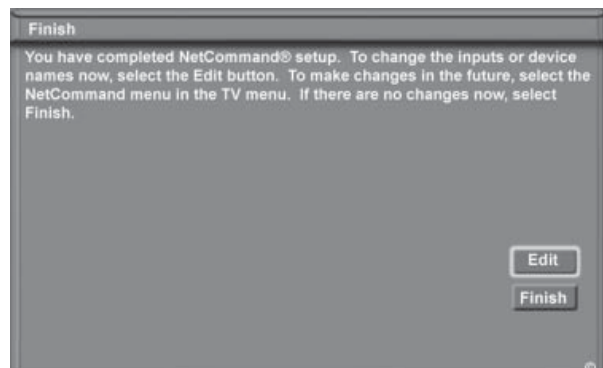 Finish
You have completed NetCommand® setup. To change the inputs or device
names now, select the Edit button. To make changes in the future, select the
NetCommand menu in the TV menu. If there are no changes now, select
Finish.
Edit
Finish